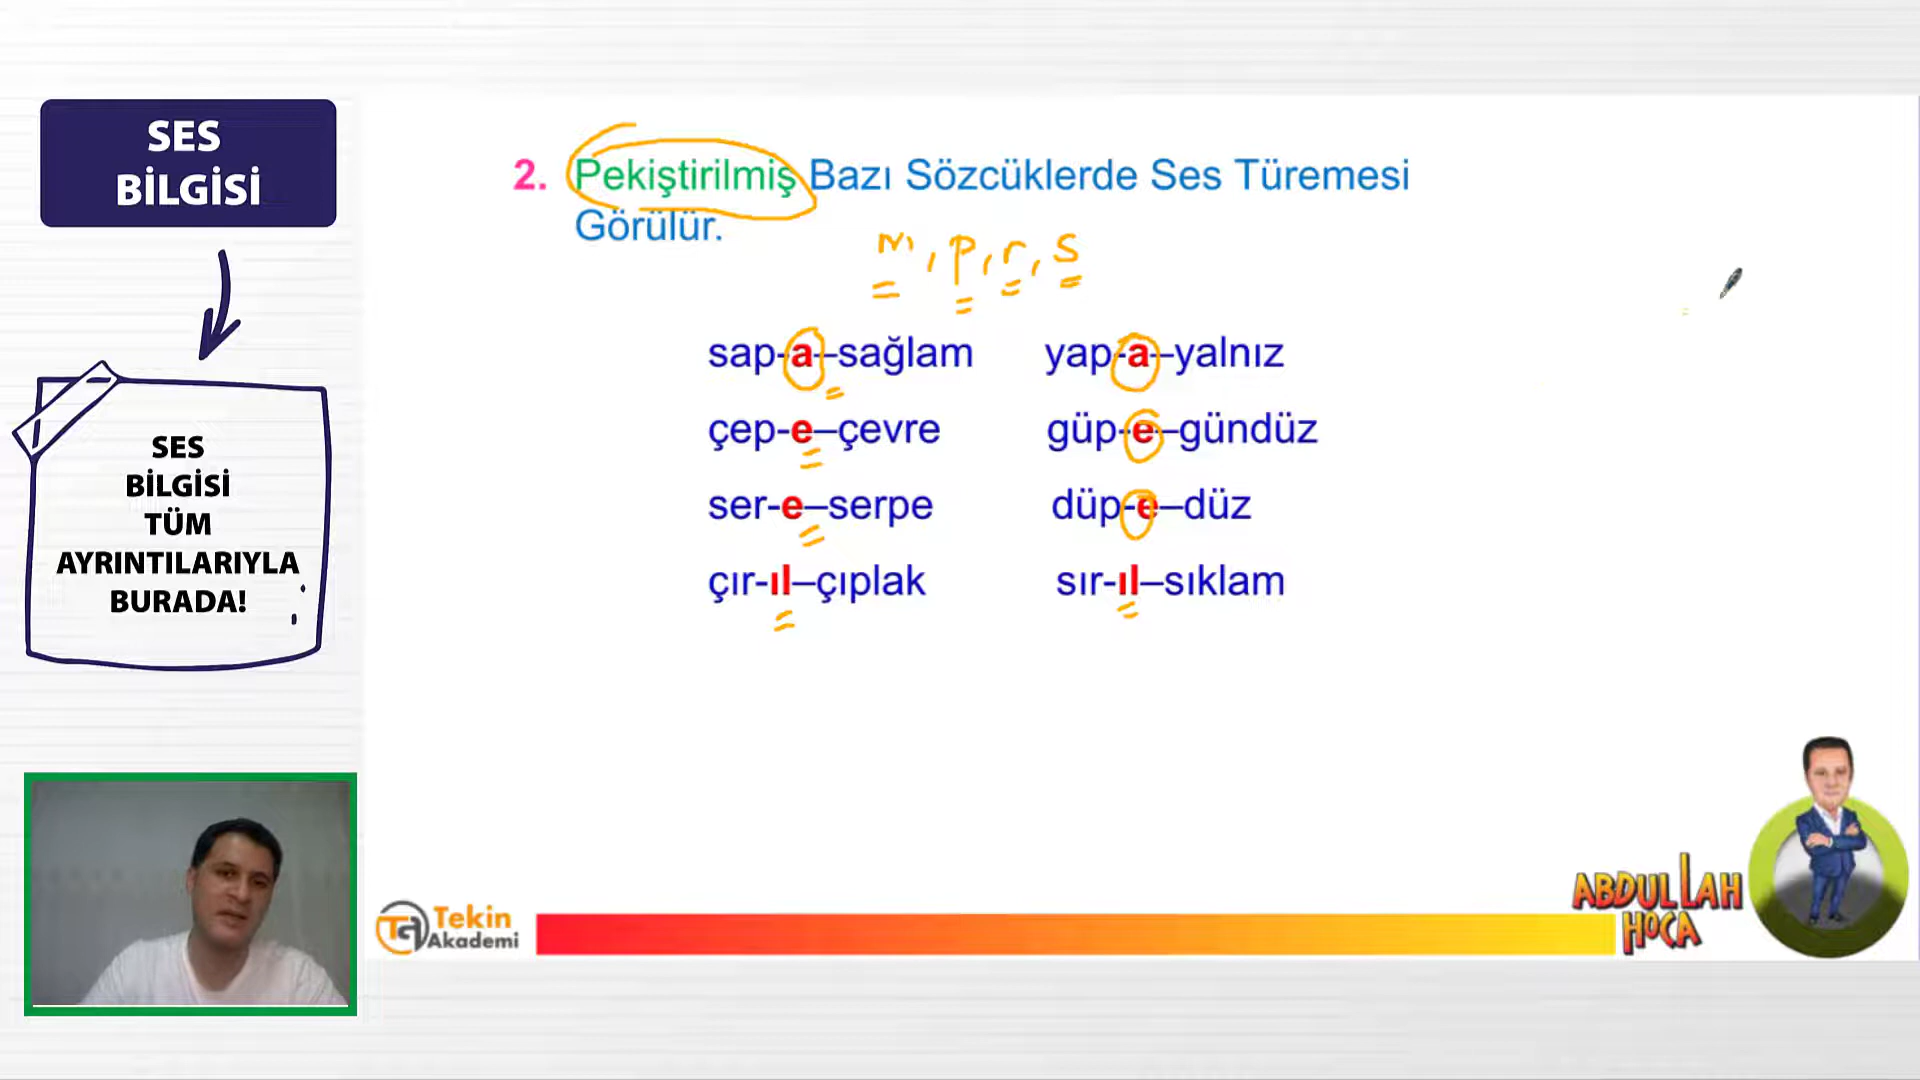 SES
BİLGİSİ
SES
BİLGİSİ
TÜM
AYRINTILARIYLA
BURADA!
2. Pekiştirilmiş Bazı Sözcüklerde Ses Türemesi
Görülür.
m, p, r, s
sap-a–sağlam yap-a–yalnız
çep-e–çevre güp-e–gündüz
ser-e–serpe düp-e–düz
çır-ıl–çıplak sır-ıl–sıklam
Tekin
Akademi
ABDULLAH
HOCA